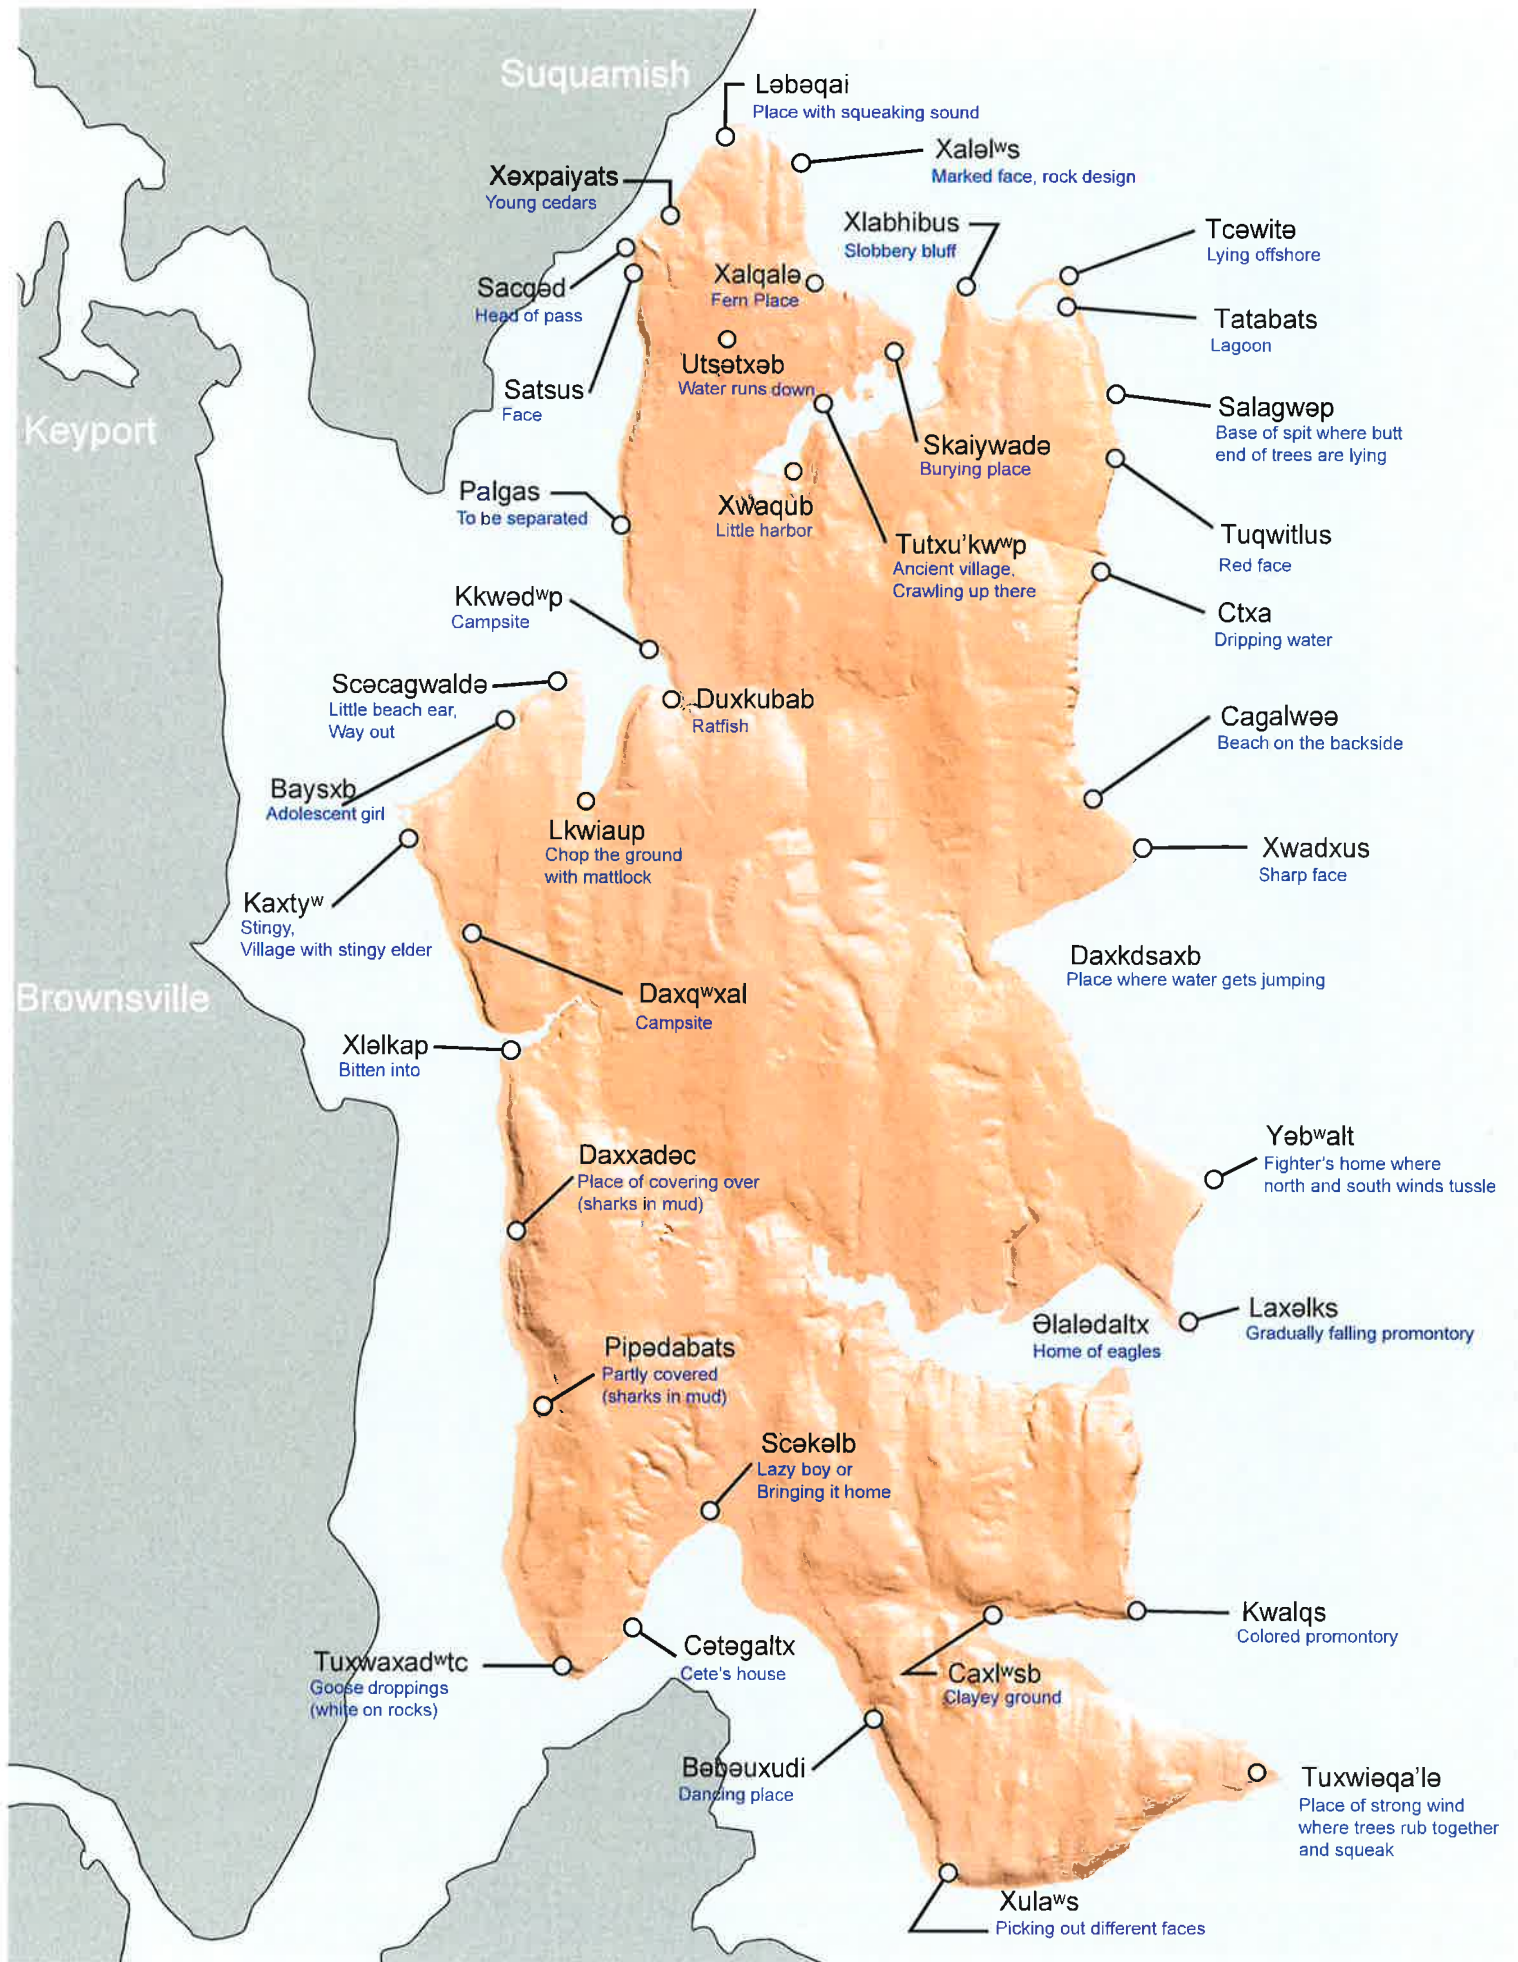 Suquamish
Ləbəqai
Place with squeaking sound
Xaləlʷs
Marked face, rock design
Xəxpaiyats
Young cedars
Xlabhibus
Slobbery bluff
Tcəwitə
Lying offshore
Sacqəd
Head of pass
Xalqalə
Fern Place
Tatabats
Lagoon
Utsətxəb
Water runs down
Satsus
Face
Salagwəp
Base of spit where butt
end of trees are lying
Keyport
Skaiywadə
Burying place
Palgas
To be separated
Xwaqub
Little harbor
Tutxu'kwʷp
Ancient village,
Crawling up there
Tuqwitlus
Red face
Kkwədʷp
Campsite
Ctxa
Dripping water
Scəcagwaldə
Little beach ear,
Way out
Duxkubab
Ratfish
Cagalwəə
Beach on the backside
Baysxb
Adolescent girl
Lkwiaup
Chop the ground
with mattlock
Xwadxus
Sharp face
Kaxtyʷ
Stingy,
Village with stingy elder
Daxkdsaxb
Place where water gets jumping
Brownsville
Daxqʷxal
Campsite
Xləlkap
Bitten into
Yəbʷalt
Fighter's home where
north and south winds tussle
Daxxadəc
Place of covering over
(sharks in mud)
Laxəlks
Gradually falling promontory
Əlalədaltx
Home of eagles
Pipədabats
Partly covered
(sharks in mud)
Scəkəlb
Lazy boy or
Bringing it home
Kwalqs
Colored promontory
Cətəgaltx
Cete's house
Tuxwaxadʷtc
Goose droppings
(white on rocks)
Caxlʷsb
Clayey ground
Bəbəuxudi
Dancing place
Tuxwiəqa'lə
Place of strong wind
where trees rub together
and squeak
Xulaʷs
Picking out different faces